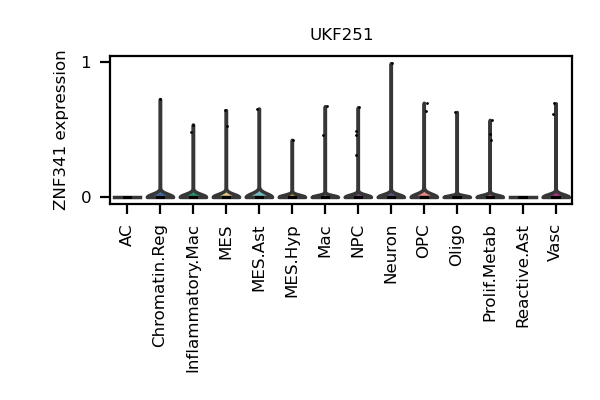 UKF251
ZNF341 expression
1
0
AC
Chromatin.Reg
Inflammatory.Mac
MES
MES.Ast
MES.Hyp
Mac
NPC
Neuron
OPC
Oligo
Prolif.Metab
Reactive.Ast
Vasc